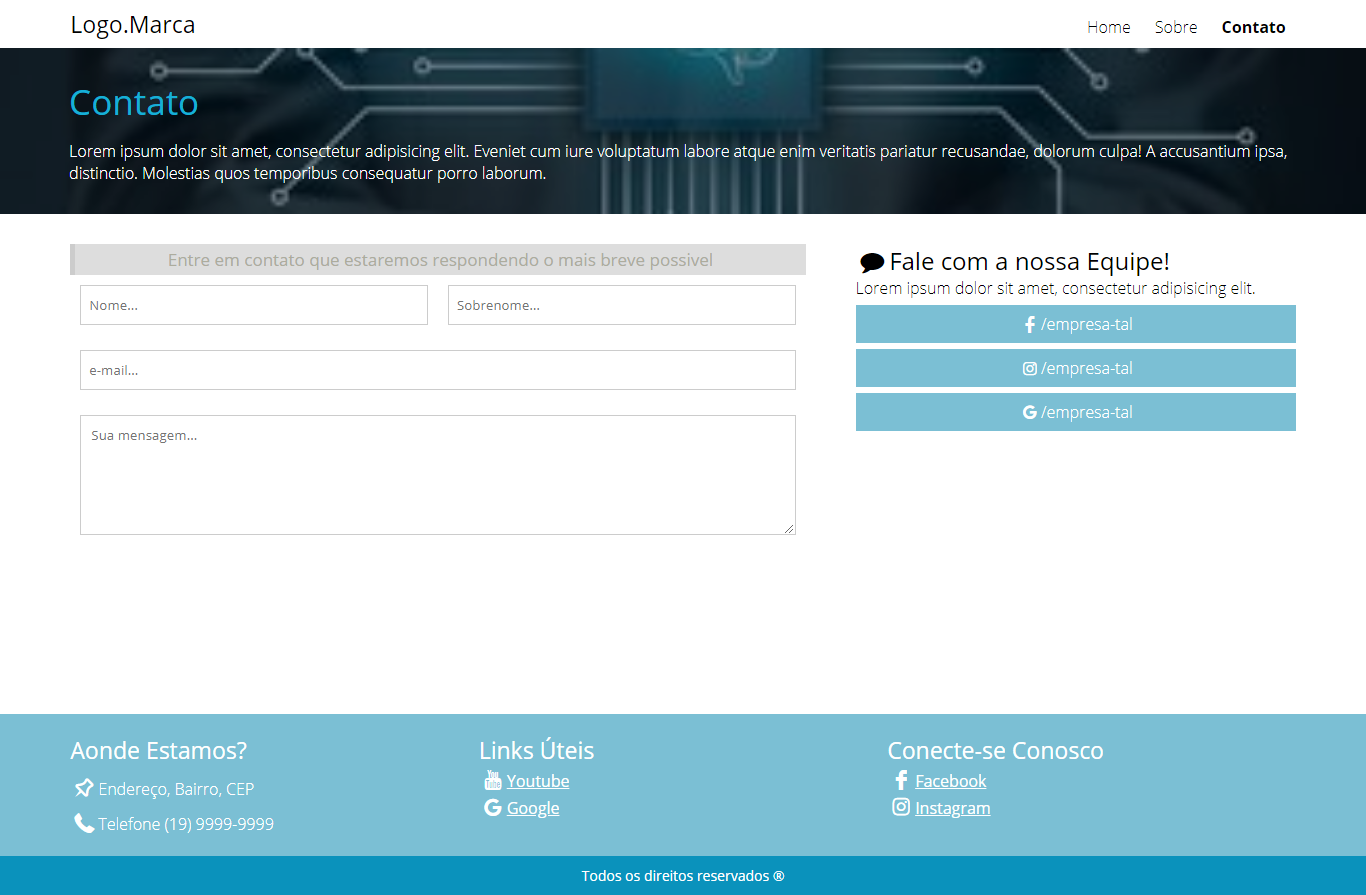 Logo.Marca
Home Sobre Contato
Contato
Lorem ipsum dolor sit amet, consectetur adipisicing elit. Eveniet cum iure voluptatum labore atque enim veritatis pariatur recusandae, dolorum culpa! A accusantium ipsa,
distinctio. Molestias quos temporibus consequatur porro laborum.
Entre em contato que estaremos respondendo o mais breve possivel
Nome...
Sobrenome...
e-mail...
Sua mensagem...
Fale com a nossa Equipe!
Lorem ipsum dolor sit amet, consectetur adipisicing elit.
/empresa-tal
/empresa-tal
/empresa-tal
Aonde Estamos?
Endereço, Bairro, CEP
Telefone (19) 9999-9999
Links Úteis
Youtube
Google
Conecte-se Conosco
Facebook
Instagram
Todos os direitos reservados ®